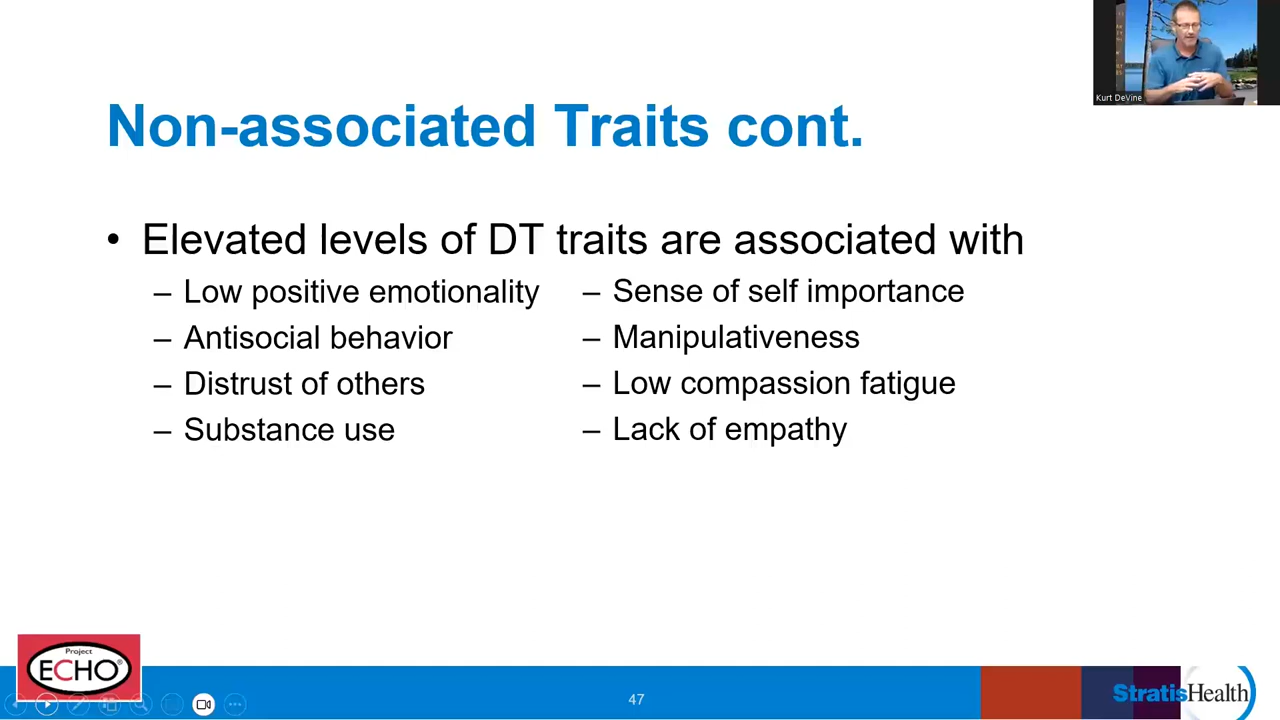 Kurt DeVine
Non-associated Traits cont.
• Elevated levels of DT traits are associated with
– Low positive emotionality
– Antisocial behavior
– Distrust of others
– Substance use
– Sense of self importance
– Manipulativeness
– Low compassion fatigue
– Lack of empathy
Project
ECHO®
47
StratisHealth